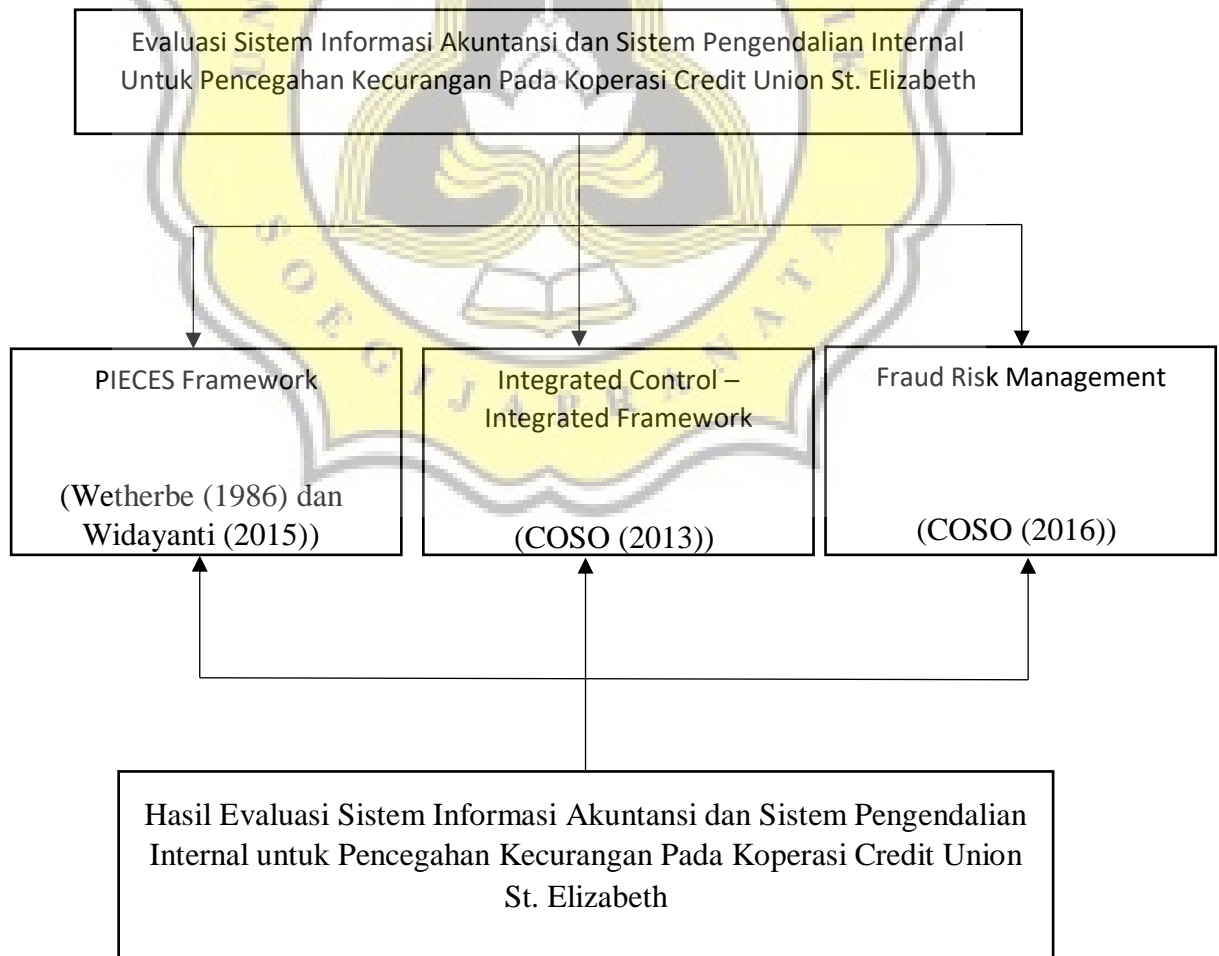 Evaluasi Sistem Informasi Akuntansi dan Sistem Pengendalian Internal
Untuk Pencegahan Kecurangan Pada Koperasi Credit Union St. Elizabeth
SOEGIJAPRANATA
PIECES Framework
(Wetherbe (1986) dan
Widayanti (2015))
Integrated Control –
Integrated Framework
(COSO (2013))
Fraud Risk Management
(COSO (2016))
Hasil Evaluasi Sistem Informasi Akuntansi dan Sistem Pengendalian
Internal untuk Pencegahan Kecurangan Pada Koperasi Credit Union
St. Elizabeth